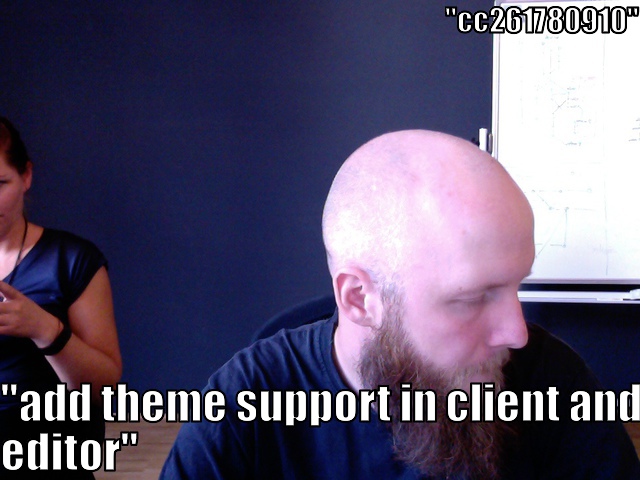 "cc261780910"
"add theme support in client and
editor"